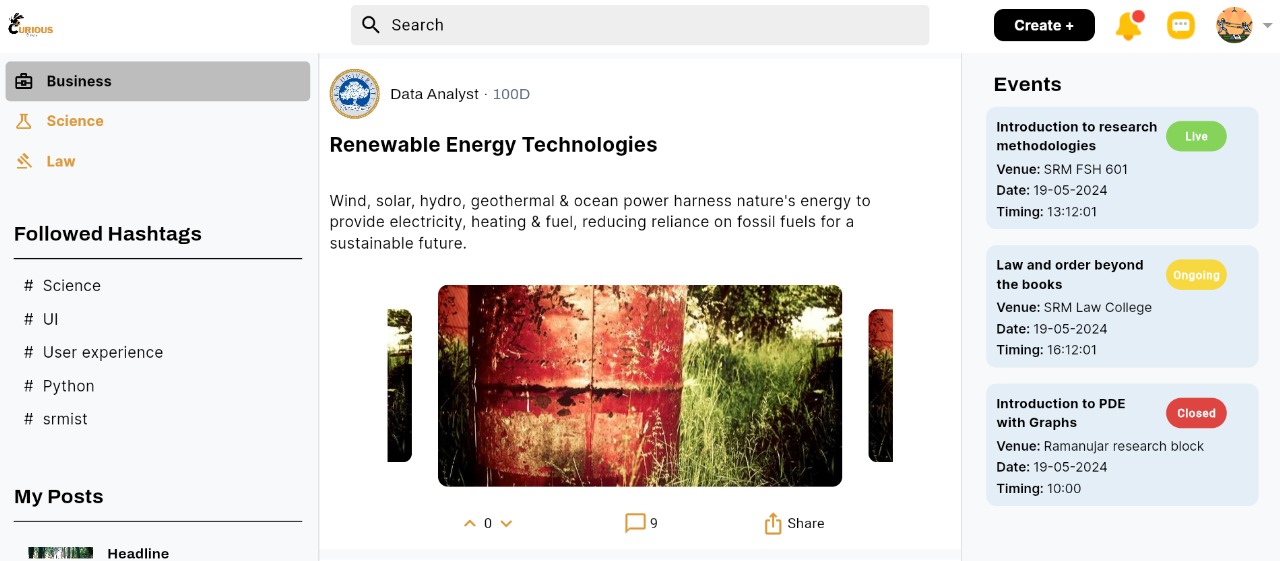 CURIOUS
Search
Create +
Business
Science
Law
Followed Hashtags
# Science
# UI
# User experience
# Python
# srmist
My Posts
Headline
Data Analyst · 100D
Renewable Energy Technologies
Wind, solar, hydro, geothermal & ocean power harness nature's energy to
provide electricity, heating & fuel, reducing reliance on fossil fuels for a
sustainable future.
0
9
Share
Events
Introduction to research
methodologies
Live
Venue: SRM FSH 601
Date: 19-05-2024
Timing: 13:12:01
Law and order beyond
the books
Ongoing
Venue: SRM Law College
Date: 19-05-2024
Timing: 16:12:01
Introduction to PDE
with Graphs
Closed
Venue: Ramanujar research block
Date: 19-05-2024
Timing: 10:00